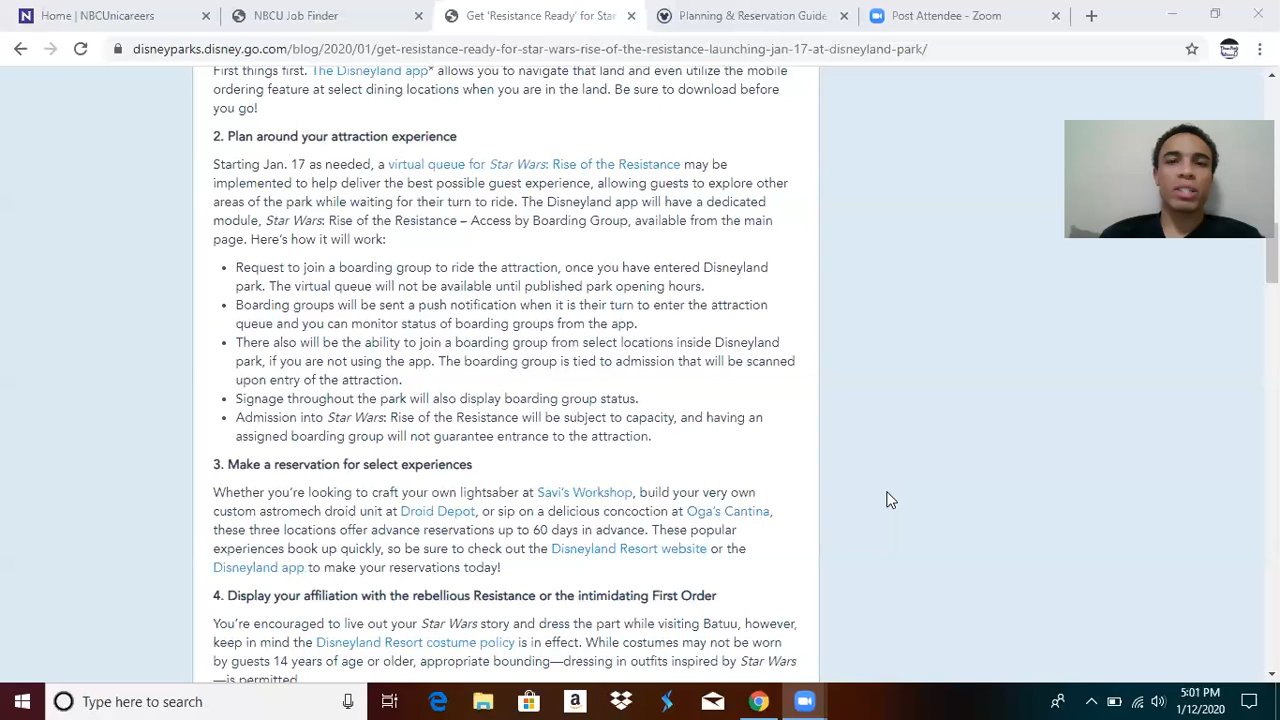 Home | NBCUnicareers
NBCU Job Finder
Get 'Resistance Ready' for Star
Planning & Reservation Guide
Post Attendee - Zoom
disneyparks.disney.go.com/blog/2020/01/get-resistance-ready-for-star-wars-rise-of-the-resistance-launching-jan-17-at-disneyland-park/
First things first. The Disneyland app* allows you to navigate that land and even utilize the mobile
ordering feature at select dining locations when you are in the land. Be sure to download before
you go!
2. Plan around your attraction experience
Starting Jan. 17 as needed, a virtual queue for Star Wars: Rise of the Resistance may be
implemented to help deliver the best possible guest experience, allowing guests to explore other
areas of the park while waiting for their turn to ride. The Disneyland app will have a dedicated
module, Star Wars: Rise of the Resistance – Access by Boarding Group, available from the main
page. Here's how it will work:
• Request to join a boarding group to ride the attraction, once you have entered Disneyland
park. The virtual queue will not be available until published park opening hours.
• Boarding groups will be sent a push notification when it is their turn to enter the attraction
queue and you can monitor status of boarding groups from the app.
• There also will be the ability to join a boarding group from select locations inside Disneyland
park, if you are not using the app. The boarding group is tied to admission that will be scanned
upon entry of the attraction.
• Signage throughout the park will also display boarding group status.
• Admission into Star Wars: Rise of the Resistance will be subject to capacity, and having an
assigned boarding group will not guarantee entrance to the attraction.
3. Make a reservation for select experiences
Whether you're looking to craft your own lightsaber at Savi's Workshop, build your very own
custom astromech droid unit at Droid Depot, or sip on a delicious concoction at Oga's Cantina,
these three locations offer advance reservations up to 60 days in advance. These popular
experiences book up quickly, so be sure to check out the Disneyland Resort website or the
Disneyland app to make your reservations today!
4. Display your affiliation with the rebellious Resistance or the intimidating First Order
You're encouraged to live out your Star Wars story and dress the part while visiting Batuu, however,
keep in mind the Disneyland Resort costume policy is in effect. While costumes may not be worn
by guests 14 years of age or older, appropriate bounding—dressing in outfits inspired by Star Wars
—is permitted.
Type here to search
5:01 PM
1/12/2020